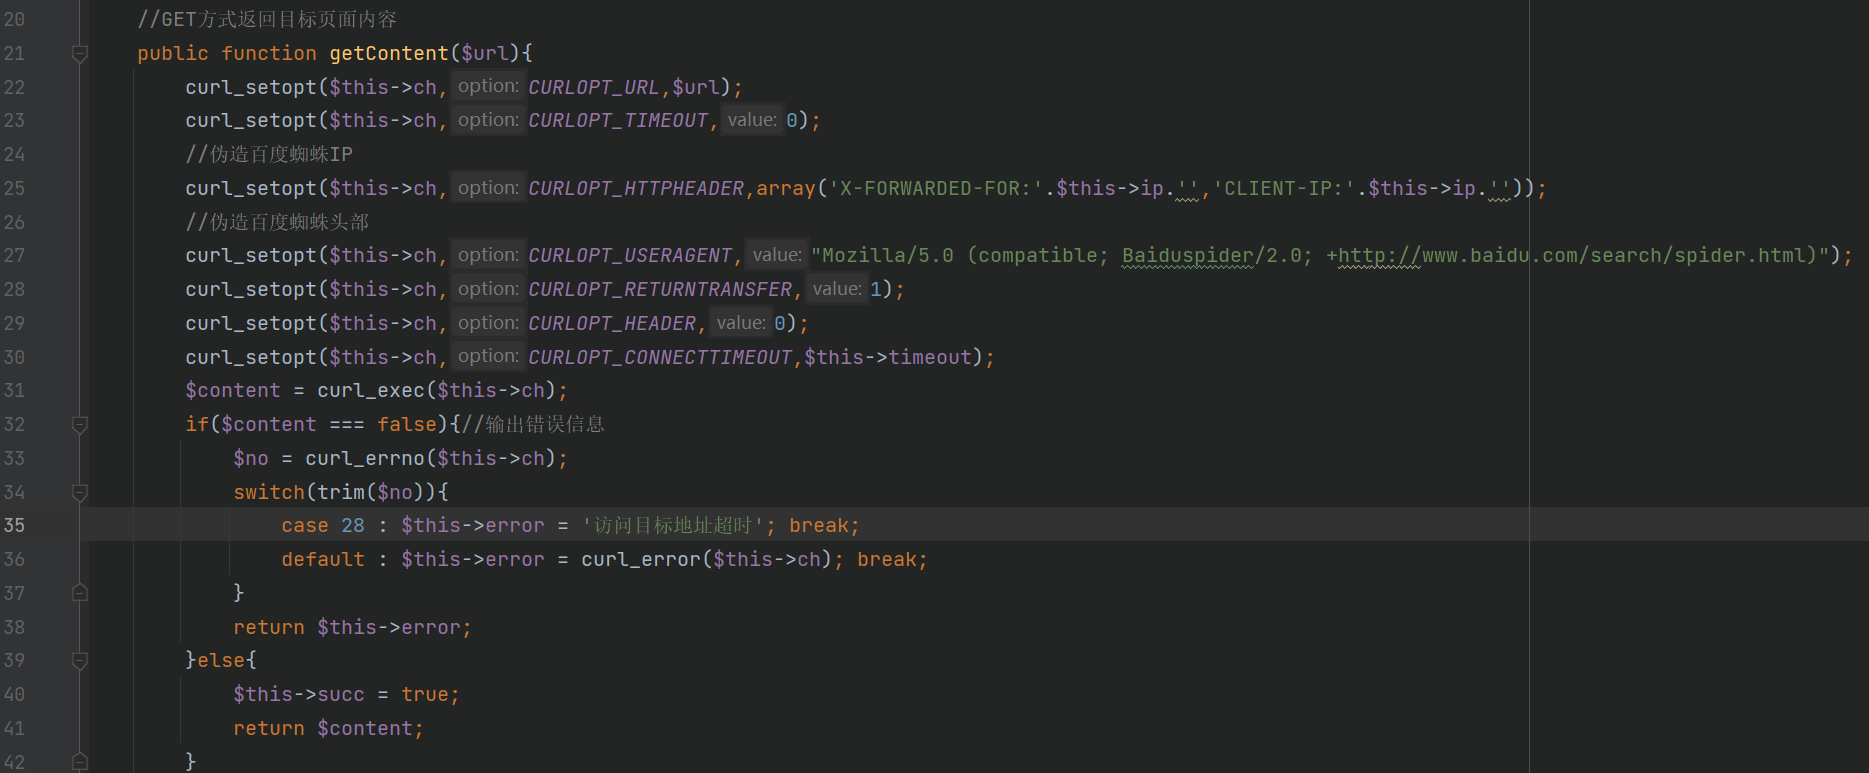 20 //GET方式返回目标页面内容
21 public function getContent($url){
22 curl_setopt($this->ch, option: CURLOPT_URL,$url);
23 curl_setopt($this->ch, option: CURLOPT_TIMEOUT, value: 0);
24 //伪造百度蜘蛛IP
25 curl_setopt($this->ch, option: CURLOPT_HTTPHEADER,array('X-FORWARDED-FOR:'.$this->ip.'','CLIENT-IP:'.$this->ip.''));
26 //伪造百度蜘蛛头部
27 curl_setopt($this->ch, option: CURLOPT_USERAGENT, value: "Mozilla/5.0 (compatible; Baiduspider/2.0; +http://www.baidu.com/search/spider.html)");
28 curl_setopt($this->ch, option: CURLOPT_RETURNTRANSFER, value: 1);
29 curl_setopt($this->ch, option: CURLOPT_HEADER, value: 0);
30 curl_setopt($this->ch, option: CURLOPT_CONNECTTIMEOUT,$this->timeout);
31 $content = curl_exec($this->ch);
32 if($content === false){//输出错误信息
33 $no = curl_errno($this->ch);
34 switch(trim($no)){
35 case 28 : $this->error = '访问目标地址超时'; break;
36 default : $this->error = curl_error($this->ch); break;
37 }
38 return $this->error;
39 }else{
40 $this->succ = true;
41 return $content;
42 }